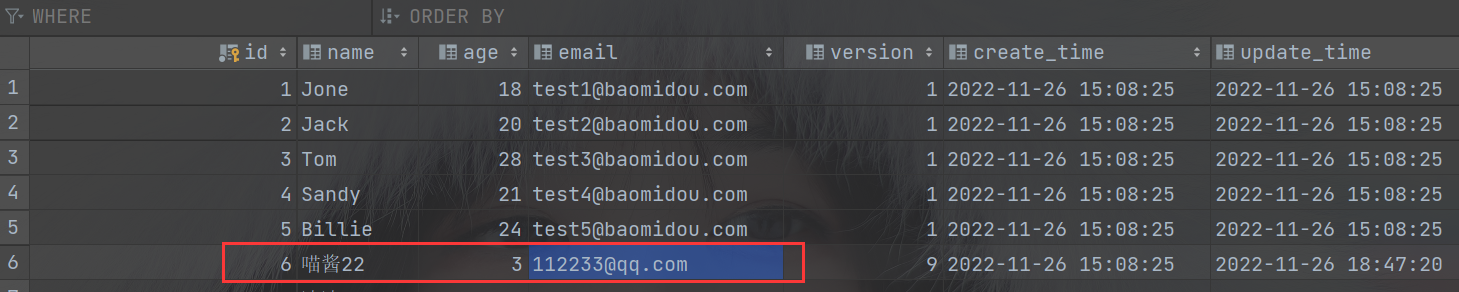 WHERE ORDER BY
id name age email version create_time update_time
1 1 Jone 18 test1@baomidou.com 1 2022-11-26 15:08:25 2022-11-26 15:08:25
2 2 Jack 20 test2@baomidou.com 1 2022-11-26 15:08:25 2022-11-26 15:08:25
3 3 Tom 28 test3@baomidou.com 1 2022-11-26 15:08:25 2022-11-26 15:08:25
4 4 Sandy 21 test4@baomidou.com 1 2022-11-26 15:08:25 2022-11-26 15:08:25
5 5 Billie 24 test5@baomidou.com 1 2022-11-26 15:08:25 2022-11-26 15:08:25
6 6 喵酱22 3 112233@qq.com 9 2022-11-26 15:08:25 2022-11-26 18:47:20